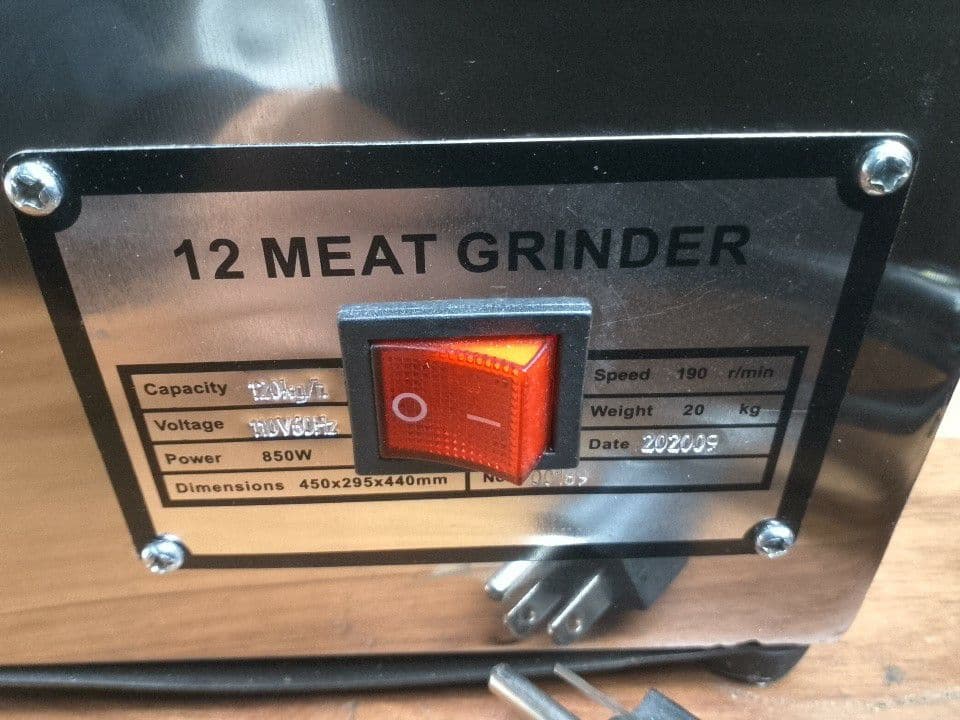 12 MEAT GRINDER
Capacity 120kg/h
Speed 190 r/min
Voltage 110V60Hz
Weight 20 kg
Power 850W
Date 202009
Dimensions 450x295x440mm
O